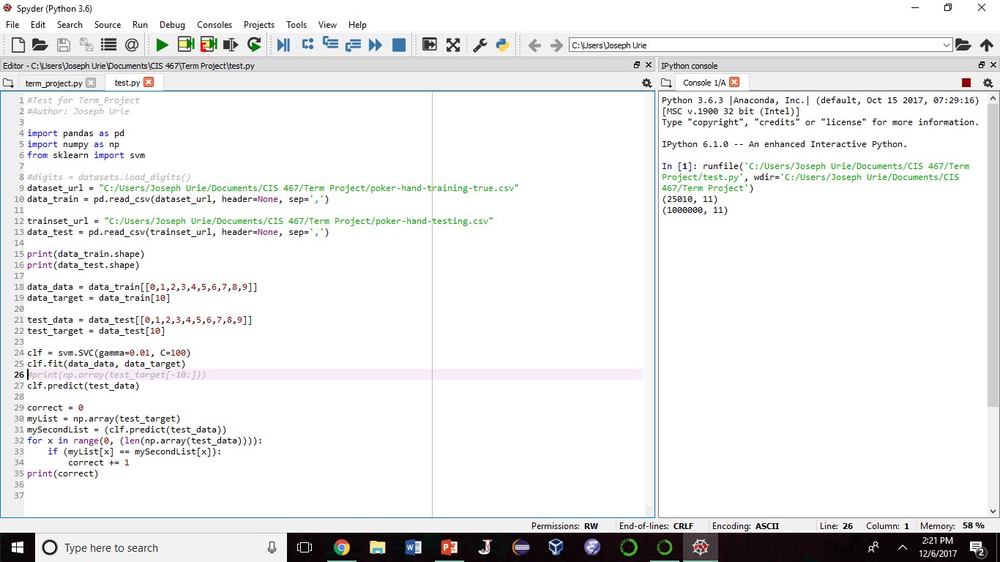 Spyder (Python 3.6)
File Edit Search Source Run Debug Consoles Projects Tools View Help
C:\Users\Joseph Urie
Editor - C:\Users\Joseph Urie\Documents\CIS 467\Term Project\test.py
term_project.py
test.py
1 #Test for Term_Project
2 #Author: Joseph Urie
3
4 import pandas as pd
5 import numpy as np
6 from sklearn import svm
7
8 #digits = datasets.load_digits()
9 dataset_url = "C:/Users/Joseph Urie/Documents/CIS 467/Term Project/poker-hand-training-true.csv"
10 data_train = pd.read_csv(dataset_url, header=None, sep=',')
11
12 trainset_url = "C:/Users/Joseph Urie/Documents/CIS 467/Term Project/poker-hand-testing.csv"
13 data_test = pd.read_csv(trainset_url, header=None, sep=',')
14
15 print(data_train.shape)
16 print(data_test.shape)
17
18 data_data = data_train[[0,1,2,3,4,5,6,7,8,9]]
19 data_target = data_train[10]
20
21 test_data = data_test[[0,1,2,3,4,5,6,7,8,9]]
22 test_target = data_test[10]
23
24 clf = svm.SVC(gamma=0.01, C=100)
25 clf.fit(data_data, data_target)
26 #print(np.array(test_target[-10:]))
27 clf.predict(test_data)
28
29 correct = 0
30 myList = np.array(test_target)
31 mySecondList = (clf.predict(test_data))
32 for x in range(0, (len(np.array(test_data)))):
33     if (myList[x] == mySecondList[x]):
34         correct += 1
35 print(correct)
36
37
IPython console
Console 1/A
Python 3.6.3 |Anaconda, Inc.| (default, Oct 15 2017, 07:29:16)
[MSC v.1900 32 bit (Intel)]
Type "copyright", "credits" or "license" for more information.
IPython 6.1.0 -- An enhanced Interactive Python.
In [1]: runfile('C:/Users/Joseph Urie/Documents/CIS 467/Term
Project/test.py', wdir='C:/Users/Joseph Urie/Documents/CIS
467/Term Project')
(25010, 11)
(1000000, 11)
Permissions: RW End-of-lines: CRLF Encoding: ASCII Line: 26 Column: 1 Memory: 58 %
Type here to search
2:21 PM
12/6/2017
2